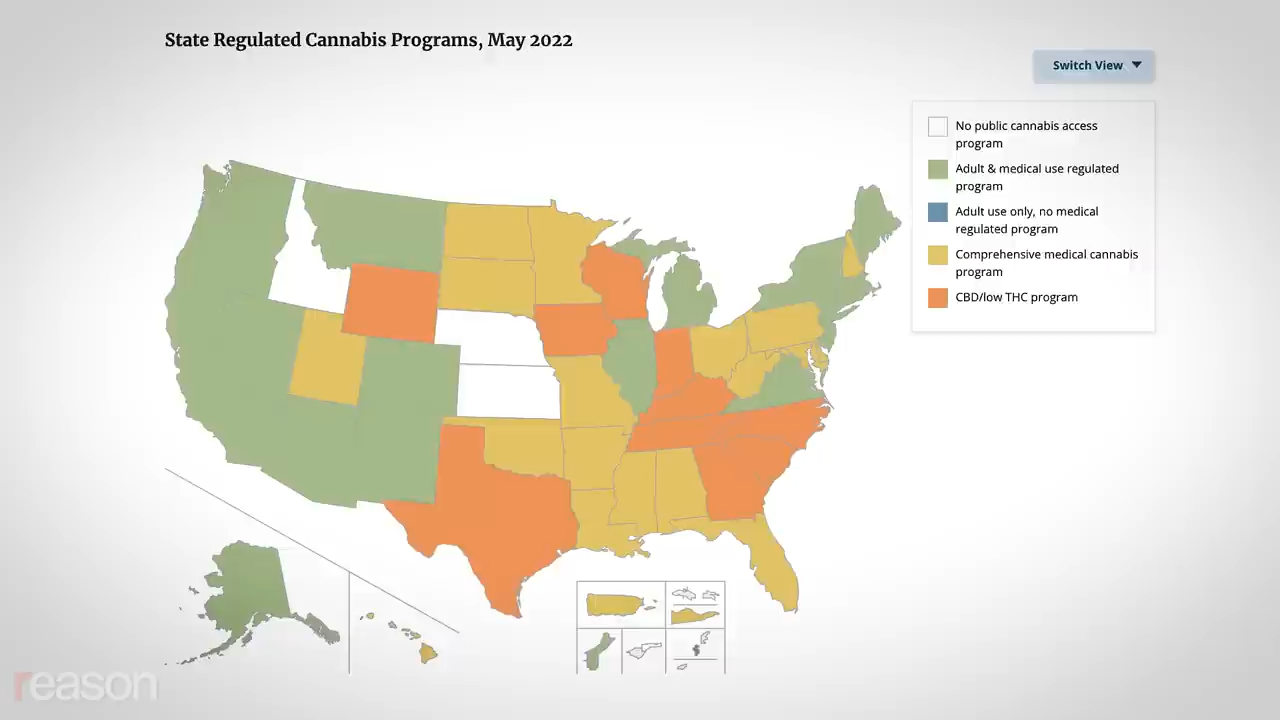 State Regulated Cannabis Programs, May 2022
Switch View
No public cannabis access
program
Adult & medical use regulated
program
Adult use only, no medical
regulated program
Comprehensive medical cannabis
program
CBD/low THC program
reason